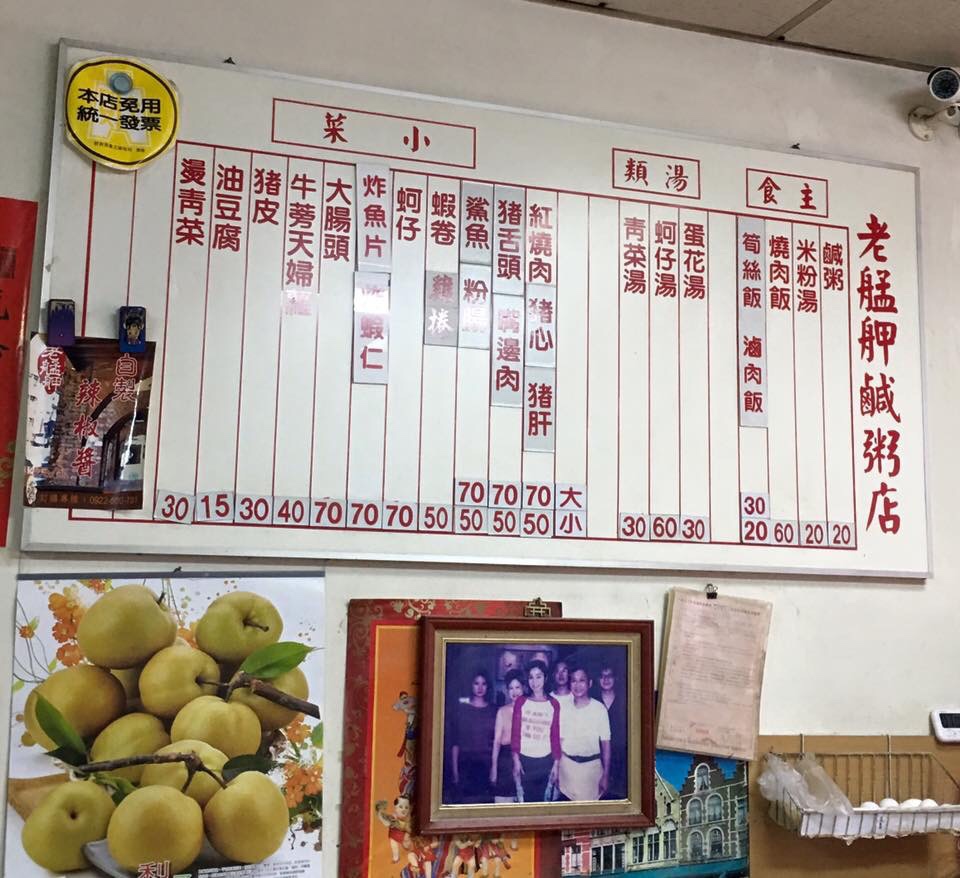 老艋舺鹹粥店
主食
鹹粥 20
米粉湯 20
燒肉飯 60
筍絲飯 滷肉飯 30 20
湯類
蛋花湯 30
蚵仔湯 60
靑菜湯 30
小菜
大 小
紅燒肉 豬心 豬肝 70 50
豬舌頭 嘴邊肉 70 50
鯊魚 粉腸 70 50
蝦卷 雞捲 50
蚵仔 70
炸魚片 炸蝦仁 70
大腸頭 70
牛蒡天婦羅 40
豬皮 30
油豆腐 15
燙靑菜 30
本店免用
統一發票
自製
辣椒醬
老艋舺